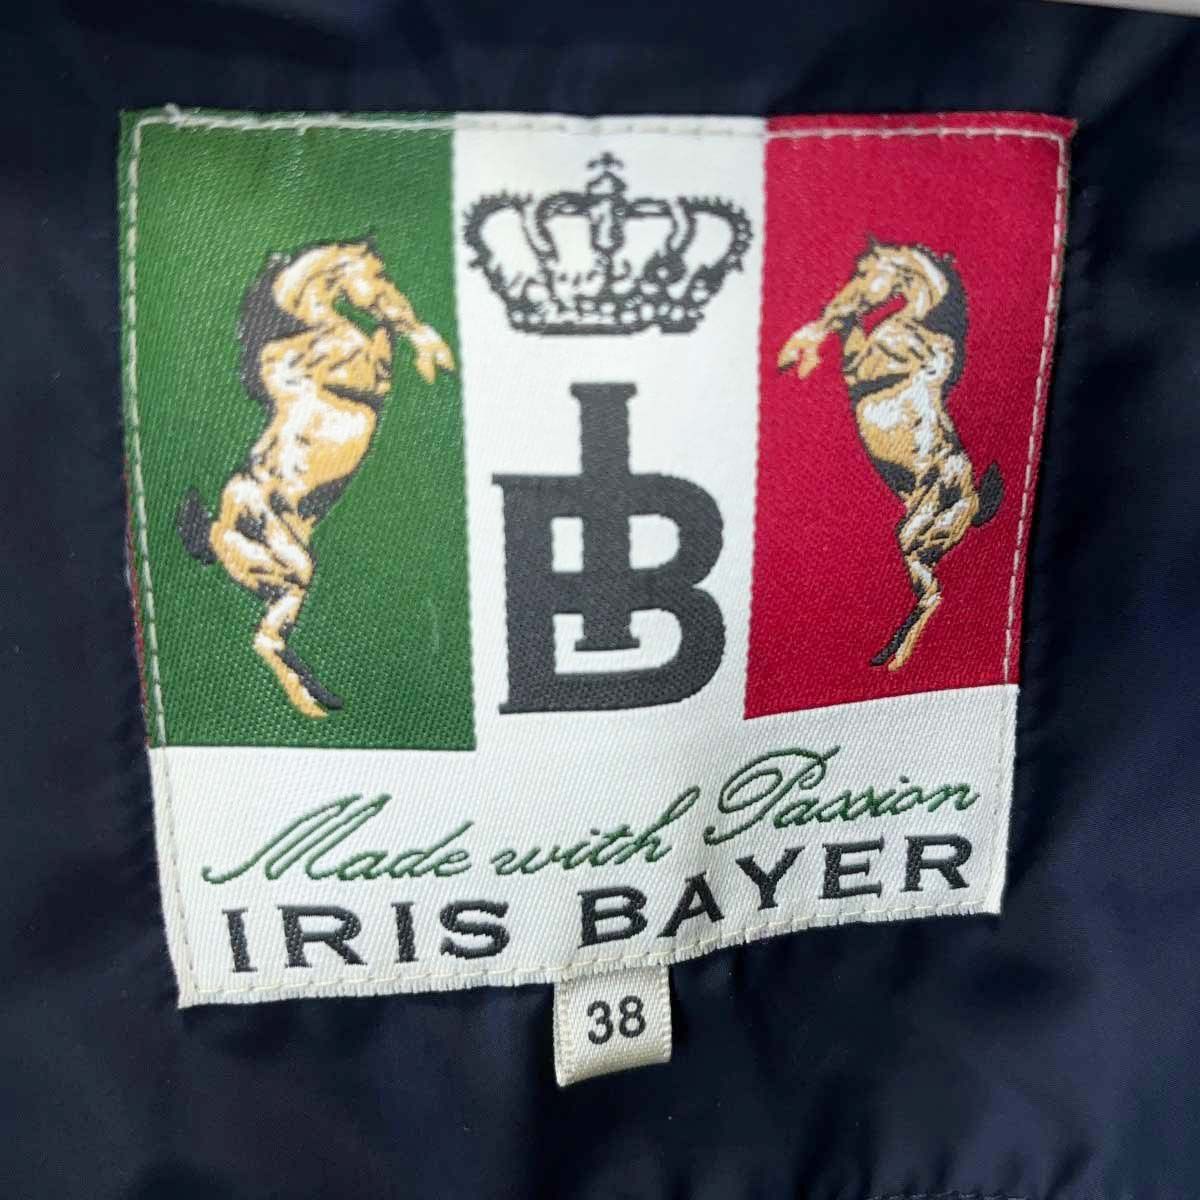 IB
Made with Passion
IRIS BAYER
38